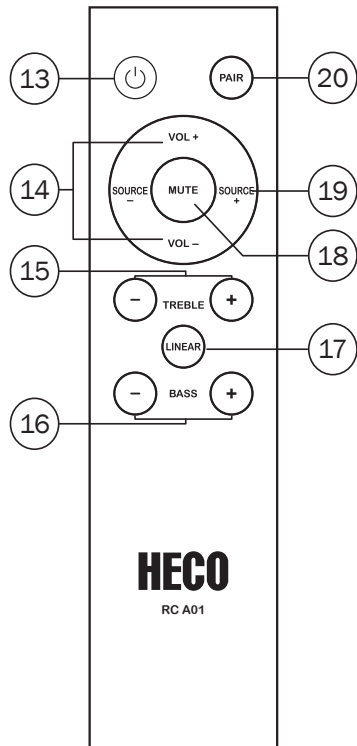 13
PAIR
20
VOL +
14
SOURCE
–
MUTE
SOURCE
+
19
VOL –
18
15
– TREBLE +
LINEAR
17
– BASS +
16
HECO
RC A01